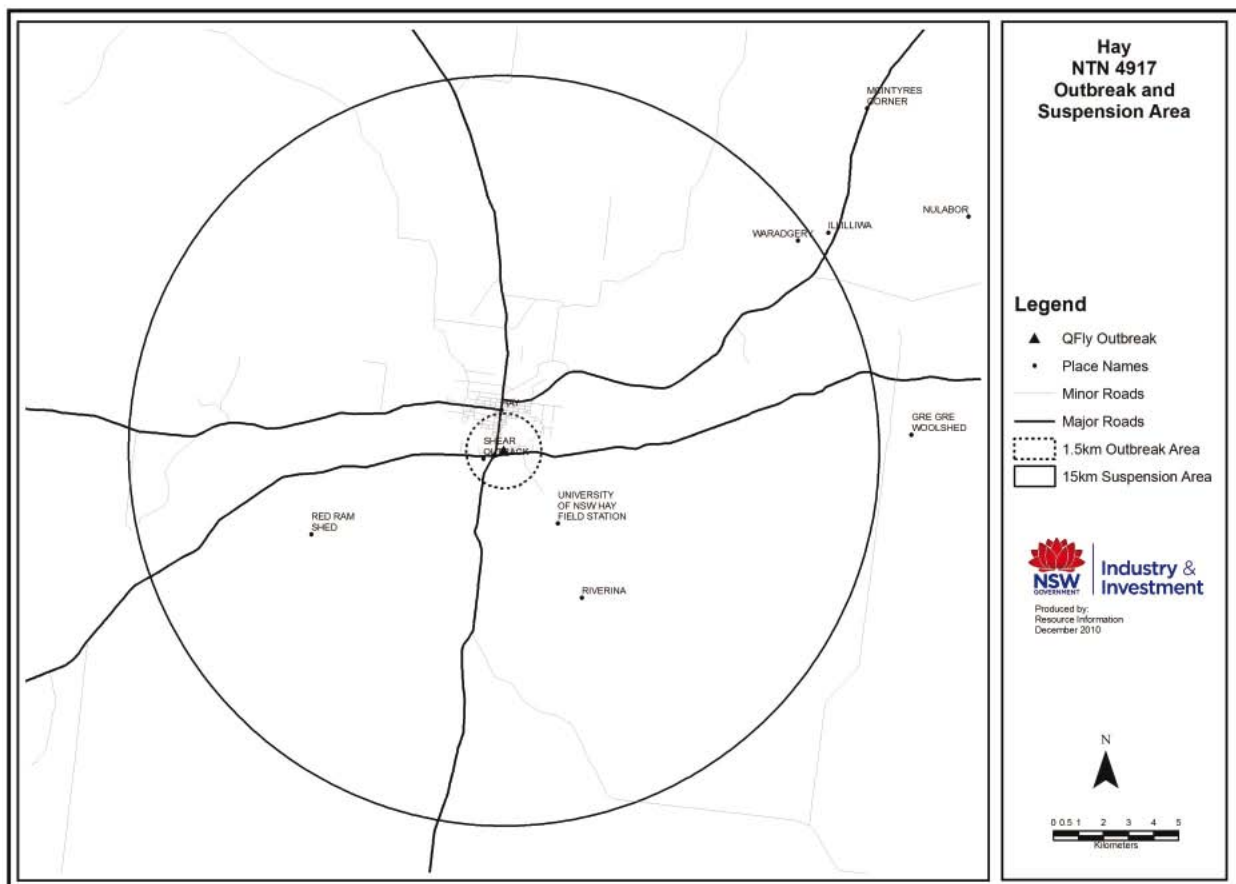 Hay
NTN 4917
Outbreak and
Suspension Area
MCINTYRES
CORNER
NULABOR
ILLILLIWA
WARADGERY
GRE GRE
WOOLSHED
HAY
SHEAR
OUTBACK
UNIVERSITY
OF NSW HAY
FIELD STATION
RED RAM
SHED
RIVERINA
Legend
QFly Outbreak
Place Names
Minor Roads
Major Roads
1.5km Outbreak Area
15km Suspension Area
NSW
GOVERNMENT
Industry &
Investment
Produced by:
Resource Information
December 2010
N
0 0.5 1 2 3 4 5
Kilometers